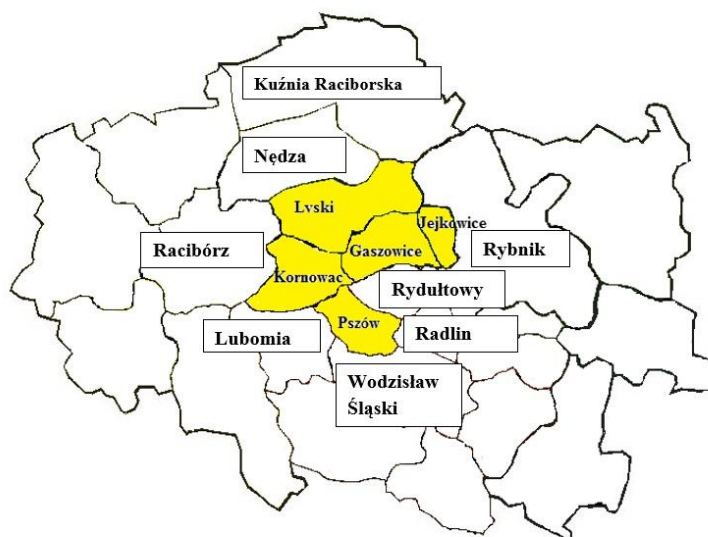 Kuźnia Raciborska
Nędza
Lyski
Jejkowice
Racibórz
Gaszowice
Rybnik
Kornowac
Rydułtowy
Pszów
Lubomia
Radlin
Wodzisław
Śląski